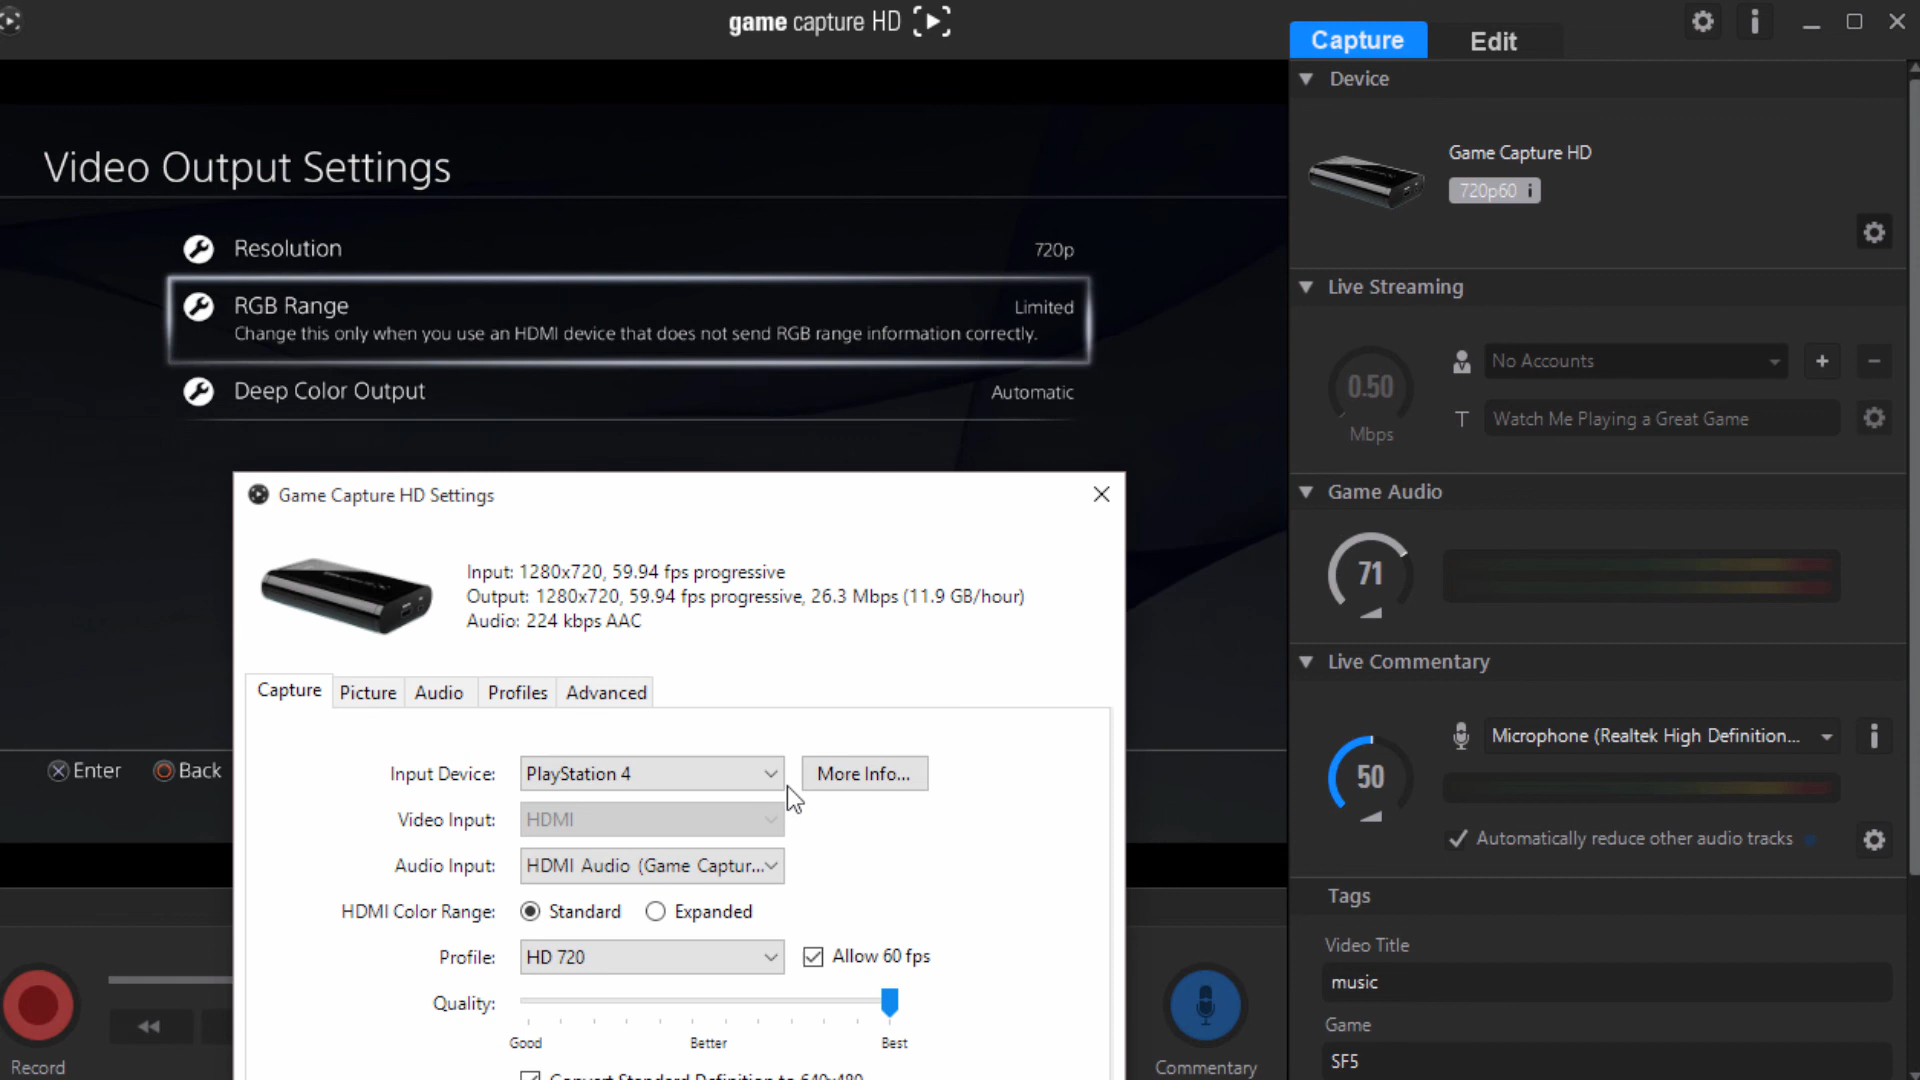 game capture HD
Capture
Edit
Device
Game Capture HD
720p60 i
Video Output Settings
Resolution
720p
RGB Range
Limited
Change this only when you use an HDMI device that does not send RGB range information correctly.
Deep Color Output
Automatic
Enter
Back
Live Streaming
0.50
Mbps
No Accounts
T
Watch Me Playing a Great Game
Game Audio
71
Live Commentary
50
Microphone (Realtek High Definition...
Automatically reduce other audio tracks
Tags
Video Title
music
Game
SF5
Game Capture HD Settings
Input: 1280x720, 59.94 fps progressive
Output: 1280x720, 59.94 fps progressive, 26.3 Mbps (11.9 GB/hour)
Audio: 224 kbps AAC
Capture
Picture
Audio
Profiles
Advanced
Input Device:
PlayStation 4
More Info...
Video Input:
HDMI
Audio Input:
HDMI Audio (Game Captur...
HDMI Color Range:
Standard
Expanded
Profile:
HD 720
Allow 60 fps
Quality:
Good
Better
Best
Convert Standard Definition to 640x480
Record
Commentary